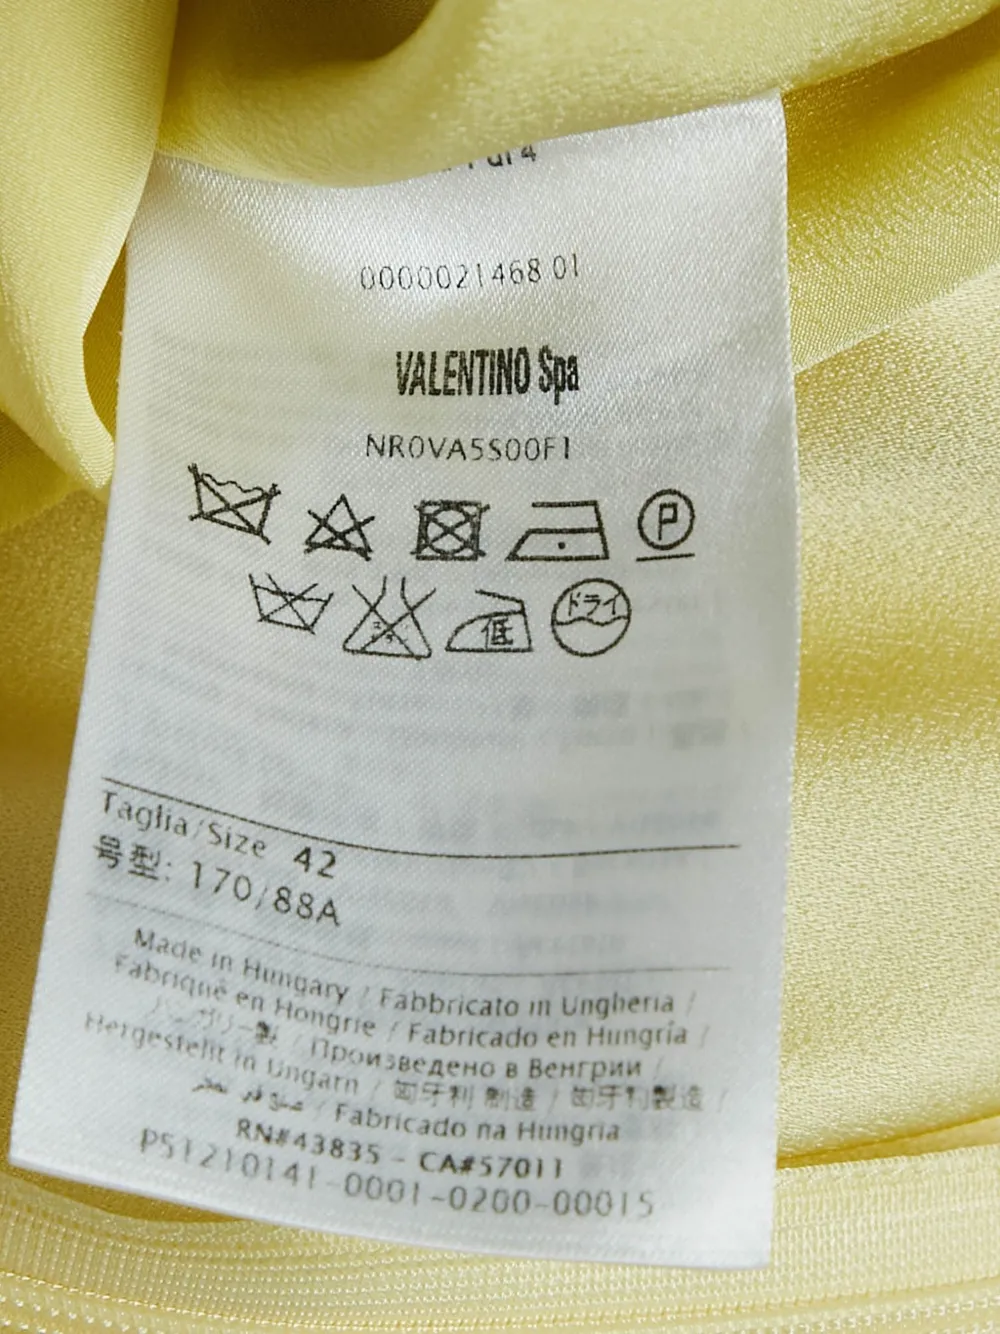 0000021468 01
VALENTINO Spa
NR0VA5S00F1
P
ドライ
低
Taglia/Size 42
号型: 170/88A
Made in Hungary / Fabbricato in Ungheria /
Fabriqué en Hongrie / Fabricado en Hungría /
ハンガリー製 / Произведено в Венгрии /
Hergestellt in Ungarn / 匈牙利 制造 / 匈牙利製造 /
/ Fabricado na Hungria
RN#43835 - CA#57011
P51210141-0001-0200-00015